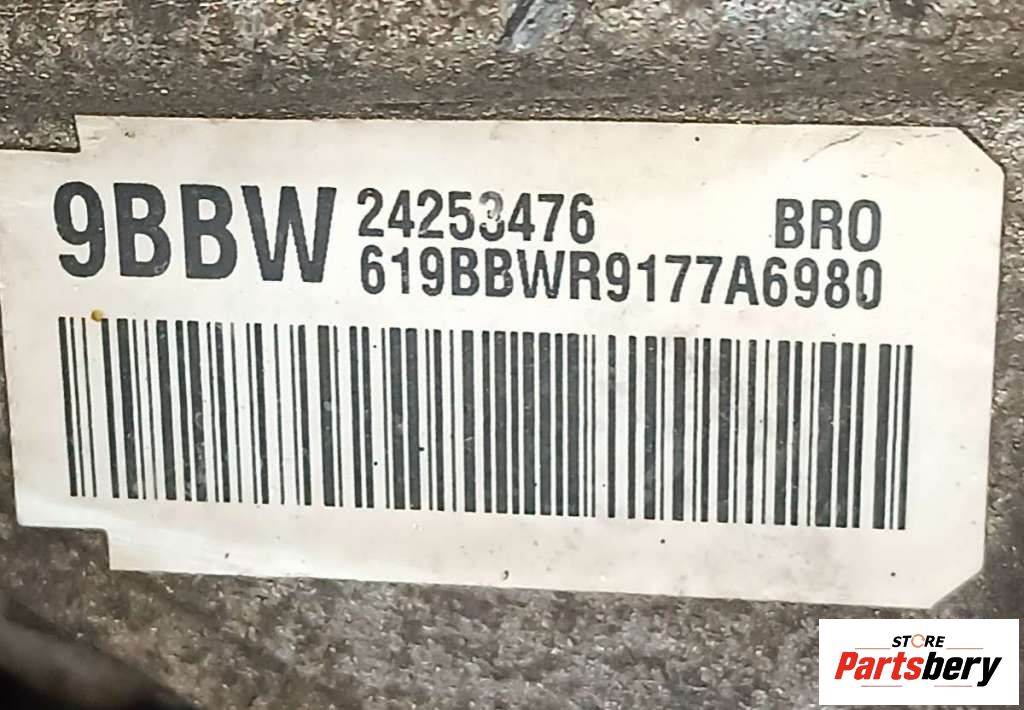 9BBW 24253476 BRO
619BBWR9177A6980
STORE
Partsbery